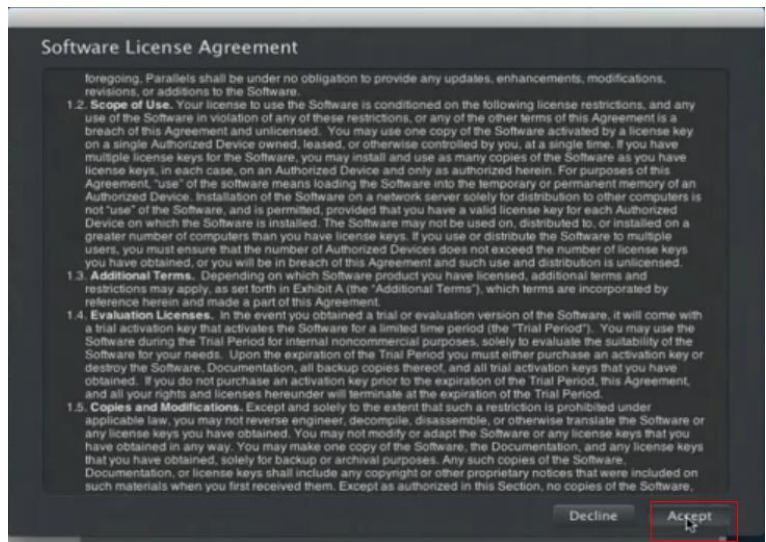 Software License Agreement
foregoing. Parallels shall be under no obligation to provide any updates, enhancements, modifications,
revisions, or additions to the Software.
1.2. Scope of Use. Your license to use the Software is conditioned on the following license restrictions, and any
use of the Software in violation of any of these restrictions, or any of the other terms of this Agreement is a
breach of this Agreement and unlicensed. You may use one copy of the Software activated by a license key
on a single Authorized Device owned, leased, or otherwise controlled by you, at a single time. If you have
multiple license keys for the Software, you may install and use as many copies of the Software as you have
license keys, in each case, on an Authorized Device and only as authorized herein. For purposes of this
Agreement, "use" of the software means loading the Software into the temporary or permanent memory of an
Authorized Device. Installation of the Software on a network server solely for distribution to other computers is
not "use" of the Software, and is permitted, provided that you have a valid license key for each Authorized
Device on which the Software is installed. The Software may not be used on, distributed to, or installed on a
greater number of computers than you have license keys. If you use or distribute the Software to multiple
users, you must ensure that the number of Authorized Devices does not exceed the number of license keys
you have obtained, or you will be in breach of this Agreement and such use and distribution is unlicensed.
1.3. Additional Terms. Depending on which Software product you have licensed, additional terms and
restrictions may apply, as set forth in Exhibit A (the "Additional Terms"), which terms are incorporated by
reference herein and made a part of this Agreement.
1.4. Evaluation Licenses. In the event you obtained a trial or evaluation version of the Software, it will come with
a trial activation key that activates the Software for a limited time period (the "Trial Period"). You may use the
Software during the Trial Period for internal noncommercial purposes, solely to evaluate the suitability of the
Software for your needs. Upon the expiration of the Trial Period you must either purchase an activation key or
destroy the Software, Documentation, all backup copies thereof, and all trial activation keys that you have
obtained. If you do not purchase an activation key prior to the expiration of the Trial Period, this Agreement,
and all your rights and licenses hereunder will terminate at the expiration of the Trial Period.
1.5. Copies and Modifications. Except and solely to the extent that such a restriction is prohibited under
applicable law, you may not reverse engineer, decompile, disassemble, or otherwise translate the Software or
any license keys you have obtained. You may not modify or adapt the Software or any license keys that you
have obtained in any way. You may make one copy of the Software, the Documentation, and any license keys
that you have obtained, solely for backup or archival purposes. Any such copies of the Software,
Documentation, or license keys shall include any copyright or other proprietary notices that were included on
such materials when you first received them. Except as authorized in this Section, no copies of the Software,
Decline
Accept